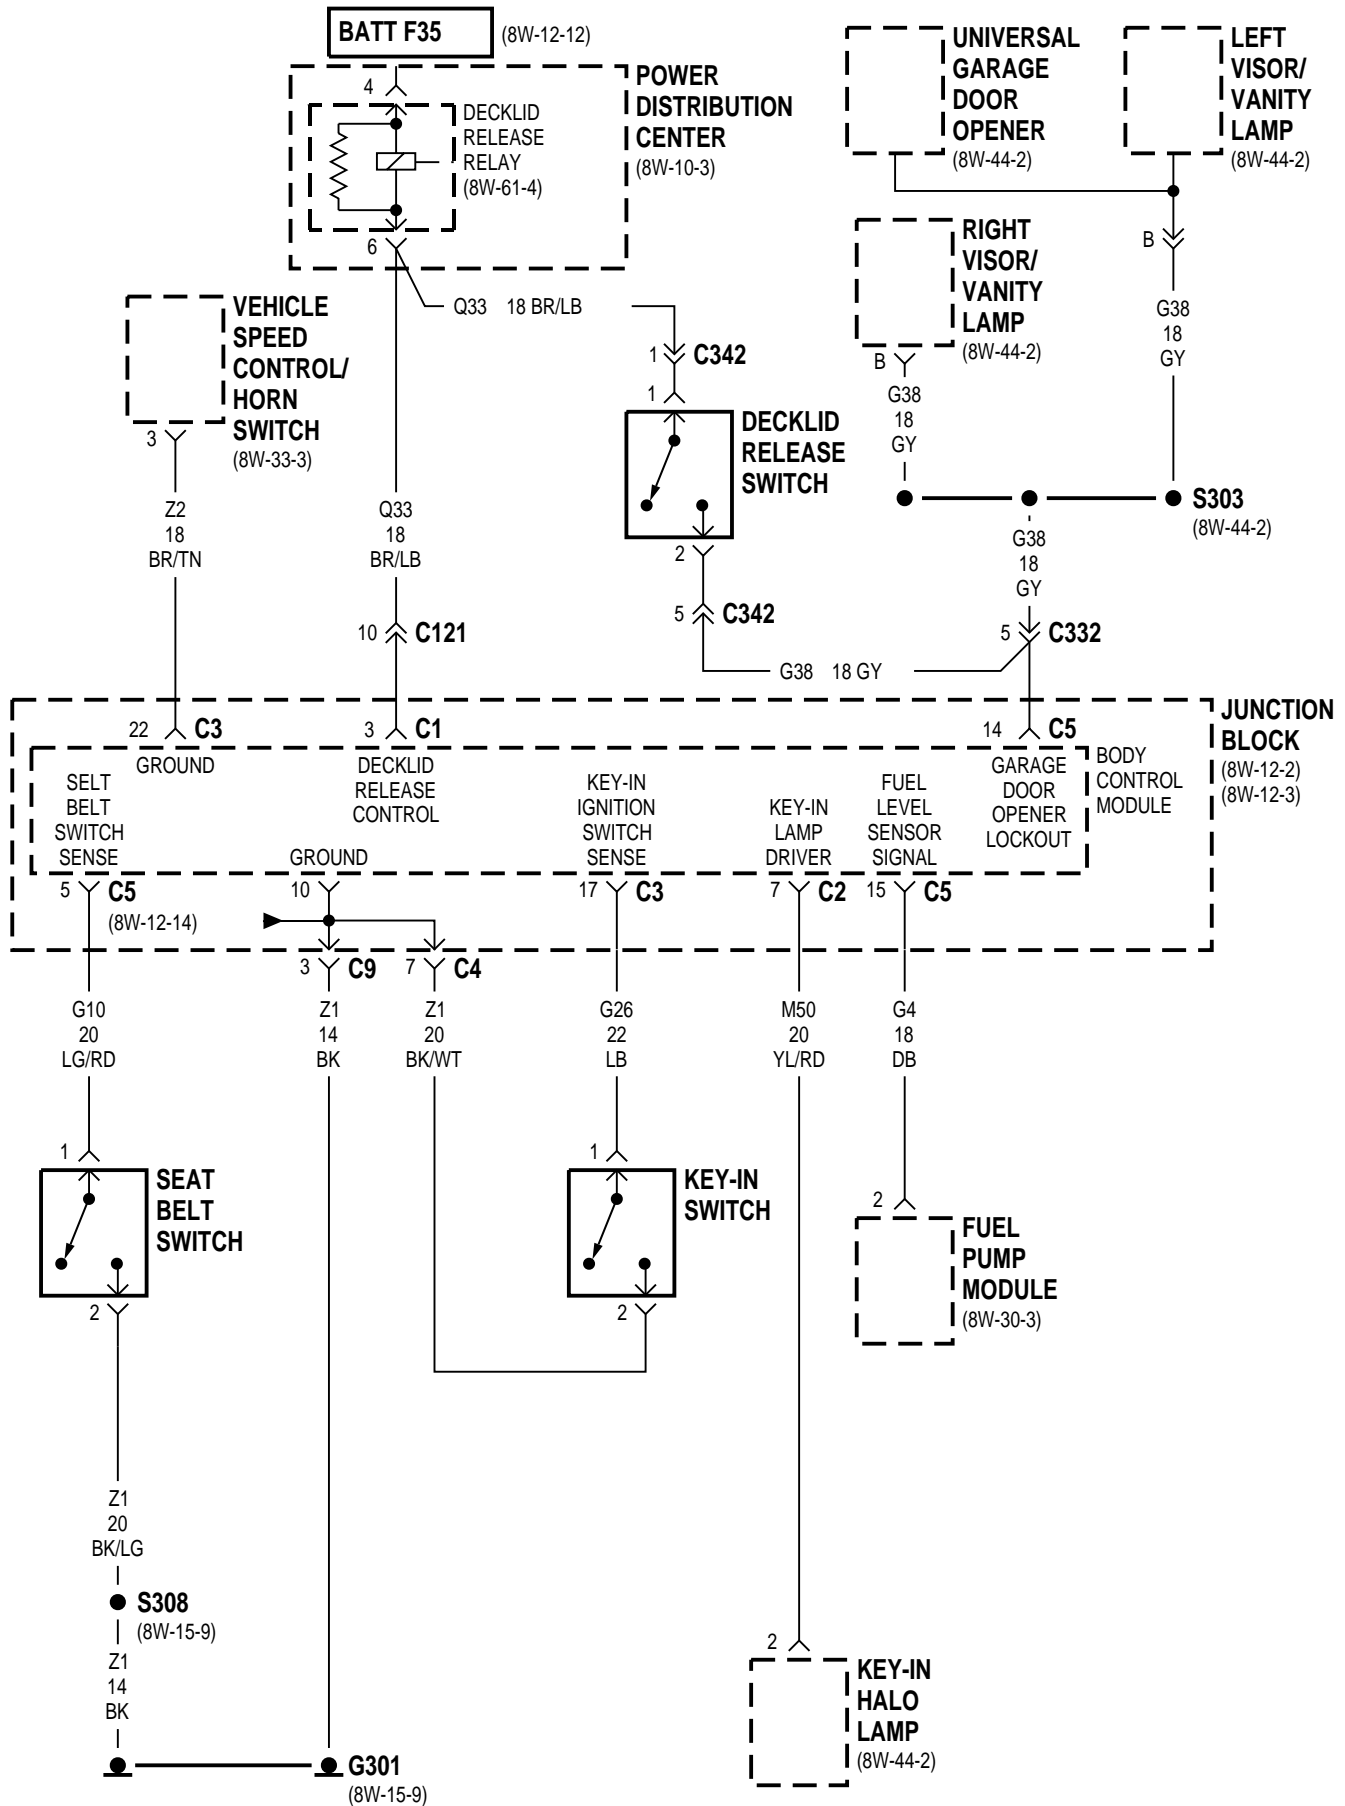 BATT F35
(8W-12-12)
4
DECKLID
RELEASE
RELAY
(8W-61-4)
6
POWER
DISTRIBUTION
CENTER
(8W-10-3)
UNIVERSAL
GARAGE
DOOR
OPENER
(8W-44-2)
LEFT
VISOR/
VANITY
LAMP
(8W-44-2)
B
G38
18
GY
RIGHT
VISOR/
VANITY
LAMP
(8W-44-2)
B
G38
18
GY
S303
(8W-44-2)
G38
18
GY
5 C332
VEHICLE
SPEED
CONTROL/
HORN
SWITCH
(8W-33-3)
3
Z2
18
BR/TN
Q33
18
BR/LB
10 C121
Q33 18 BR/LB
1 C342
1
DECKLID
RELEASE
SWITCH
2
5 C342
G38 18 GY
JUNCTION
BLOCK
(8W-12-2)
(8W-12-3)
22 C3
3 C1
14 C5
BODY
CONTROL
MODULE
GROUND
DECKLID
RELEASE
CONTROL
GARAGE
DOOR
OPENER
LOCKOUT
SELT
BELT
SWITCH
SENSE
GROUND
KEY-IN
IGNITION
SWITCH
SENSE
KEY-IN
LAMP
DRIVER
FUEL
LEVEL
SENSOR
SIGNAL
5 C5
(8W-12-14)
10
17 C3
7 C2
15 C5
3 C9
7 C4
G10
20
LG/RD
Z1
14
BK
Z1
20
BK/WT
G26
22
LB
M50
20
YL/RD
G4
18
DB
1
SEAT
BELT
SWITCH
2
1
KEY-IN
SWITCH
2
2
FUEL
PUMP
MODULE
(8W-30-3)
Z1
20
BK/LG
S308
(8W-15-9)
Z1
14
BK
G301
(8W-15-9)
2
KEY-IN
HALO
LAMP
(8W-44-2)